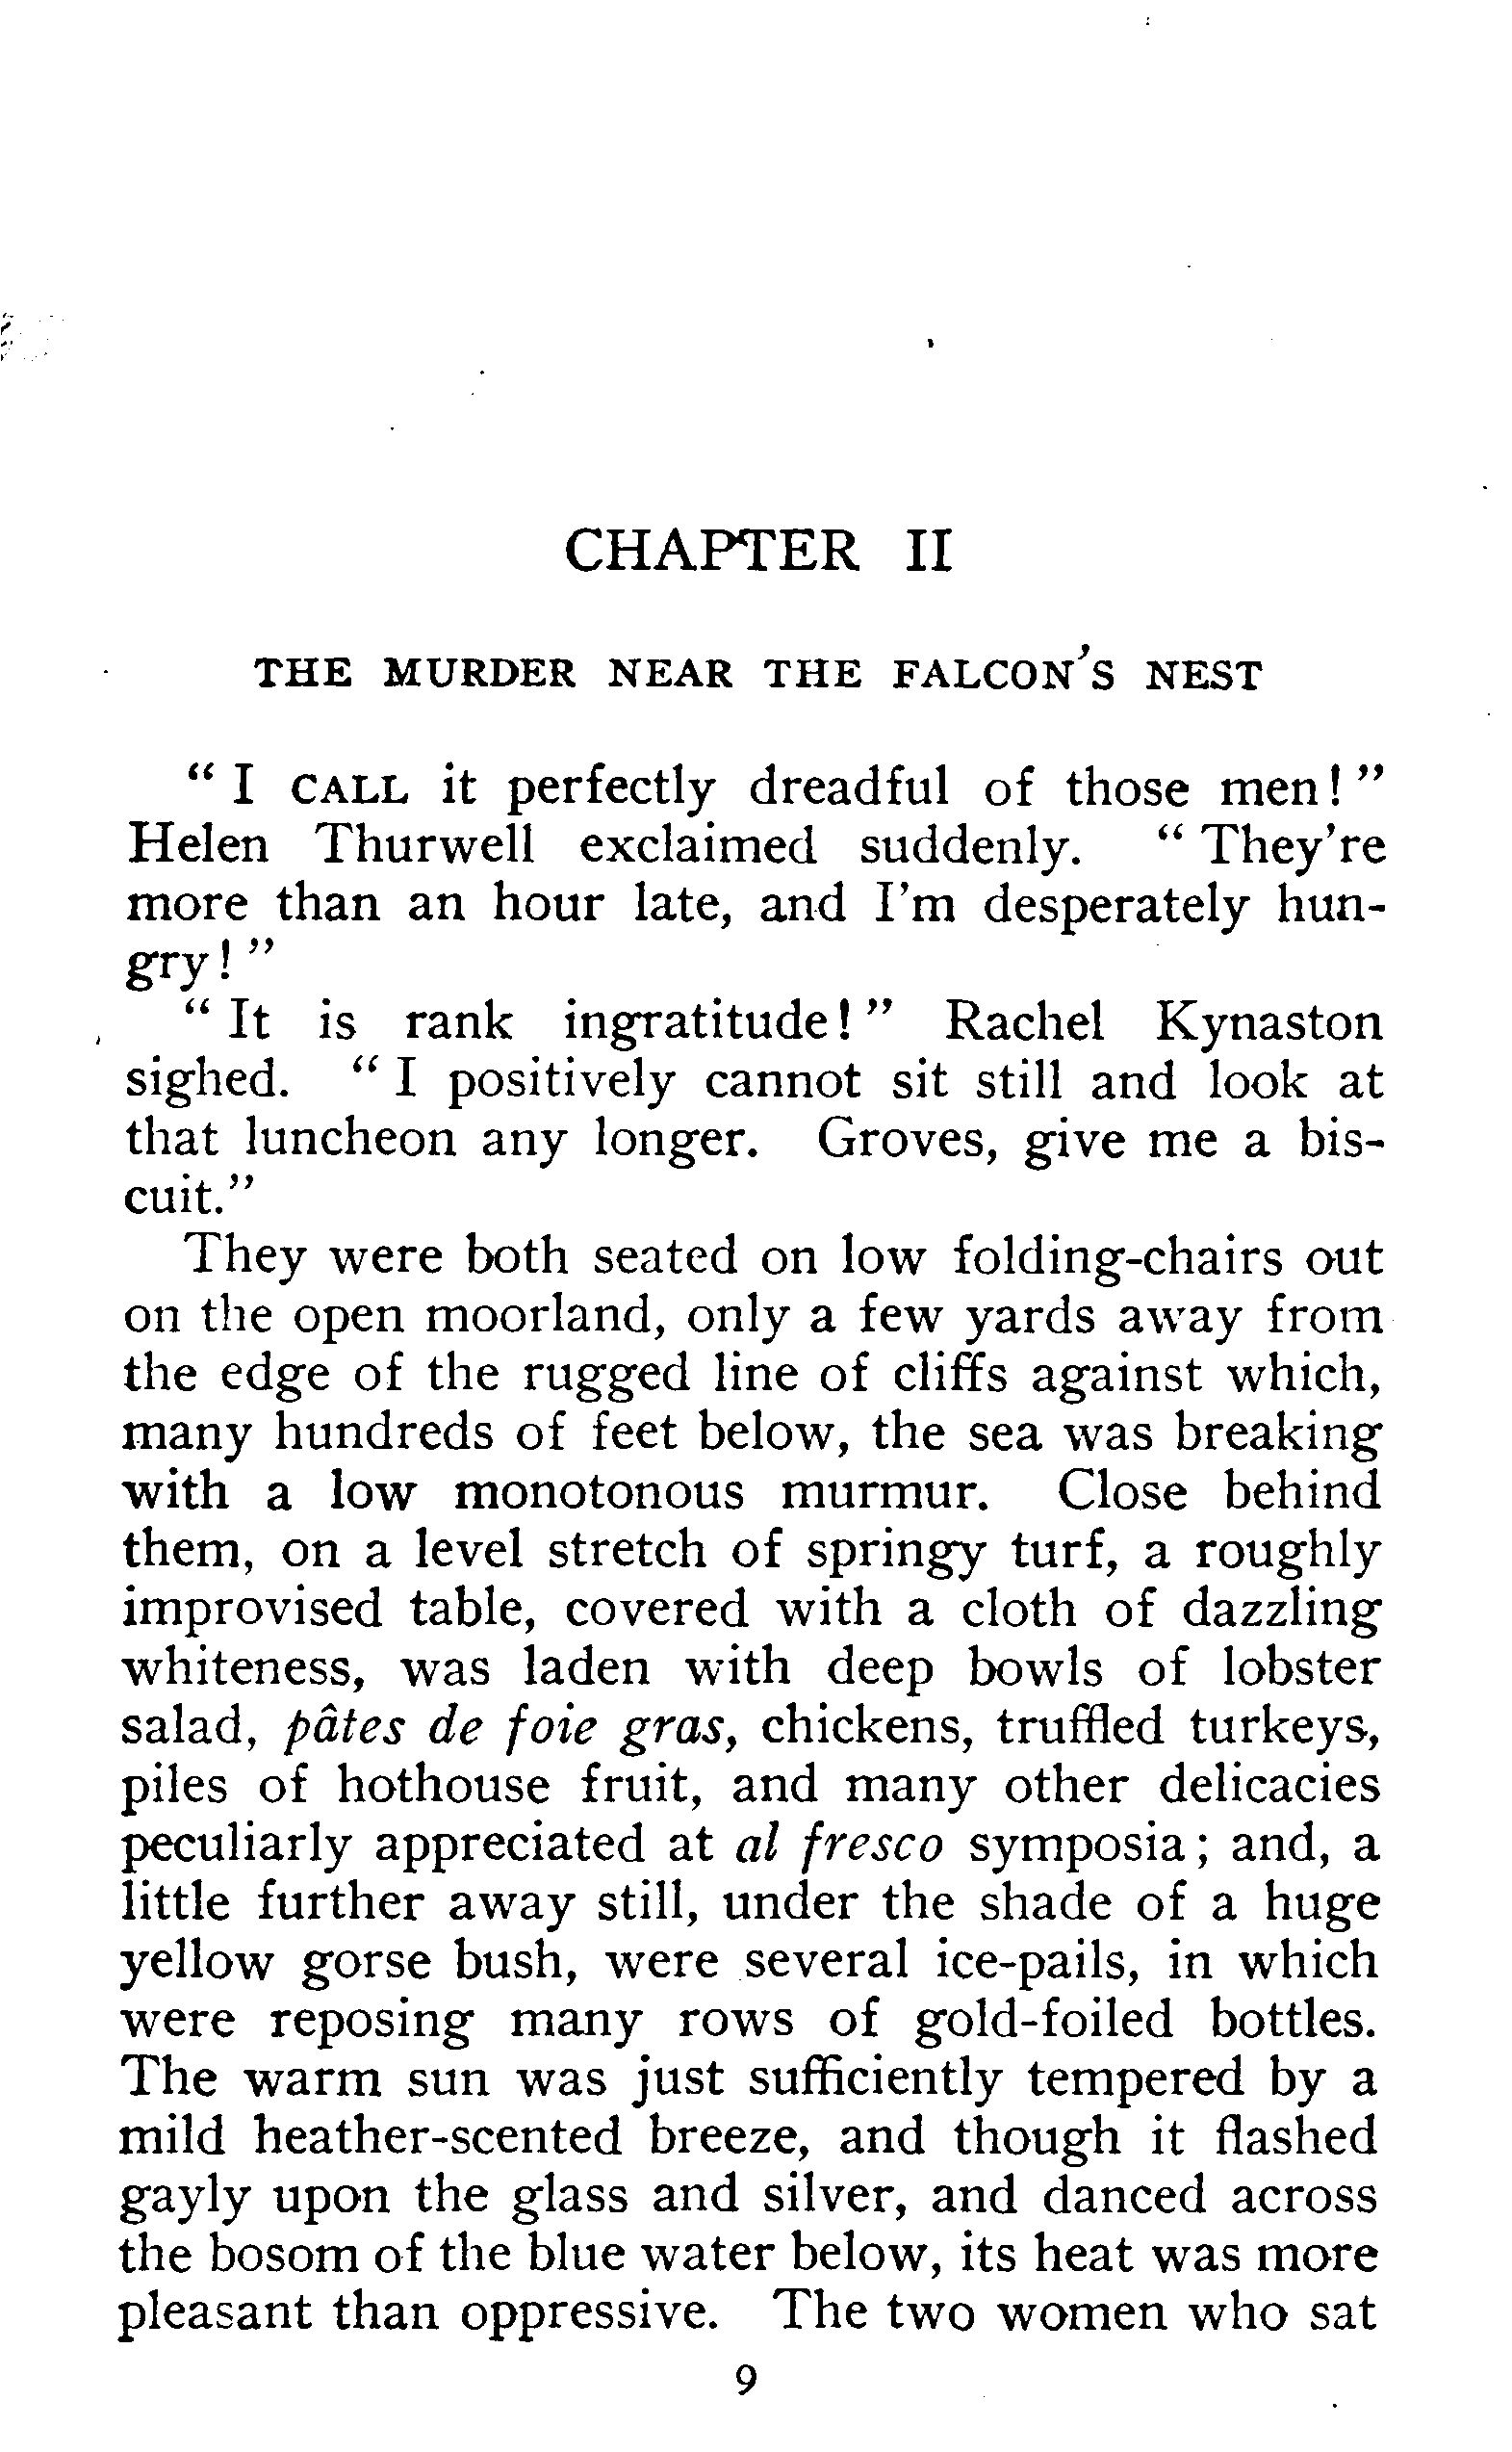 CHAPTER II
THE MURDER NEAR THE FALCON'S NEST
" I CALL it perfectly dreadful of those men! "
Helen Thurwell exclaimed suddenly. " They're
more than an hour late, and I'm desperately hun-
gry! "
" It is rank ingratitude! " Rachel Kynaston
sighed. " I positively cannot sit still and look at
that luncheon any longer. Groves, give me a bis-
cuit."
They were both seated on low folding-chairs out
on the open moorland, only a few yards away from
the edge of the rugged line of cliffs against which,
many hundreds of feet below, the sea was breaking
with a low monotonous murmur. Close behind
them, on a level stretch of springy turf, a roughly
improvised table, covered with a cloth of dazzling
whiteness, was laden with deep bowls of lobster
salad, pâtes de foie gras, chickens, truffled turkeys,
piles of hothouse fruit, and many other delicacies
peculiarly appreciated at al fresco symposia; and, a
little further away still, under the shade of a huge
yellow gorse bush, were several ice-pails, in which
were reposing many rows of gold-foiled bottles.
The warm sun was just sufficiently tempered by a
mild heather-scented breeze, and though it flashed
gayly upon the glass and silver, and danced across
the bosom of the blue water below, its heat was more
pleasant than oppressive. The two women who sat
9